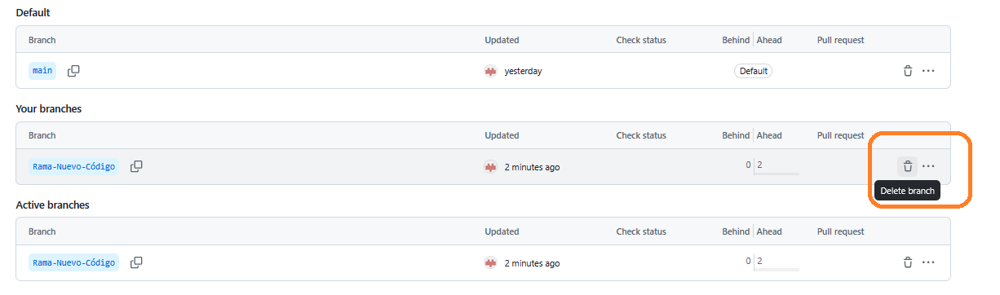 Default
Branch Updated Check status Behind Ahead Pull request
main yesterday Default
Your branches
Branch Updated Check status Behind Ahead Pull request
Rama-Nuevo-Código 2 minutes ago 0 2
Delete branch
Active branches
Branch Updated Check status Behind Ahead Pull request
Rama-Nuevo-Código 2 minutes ago 0 2